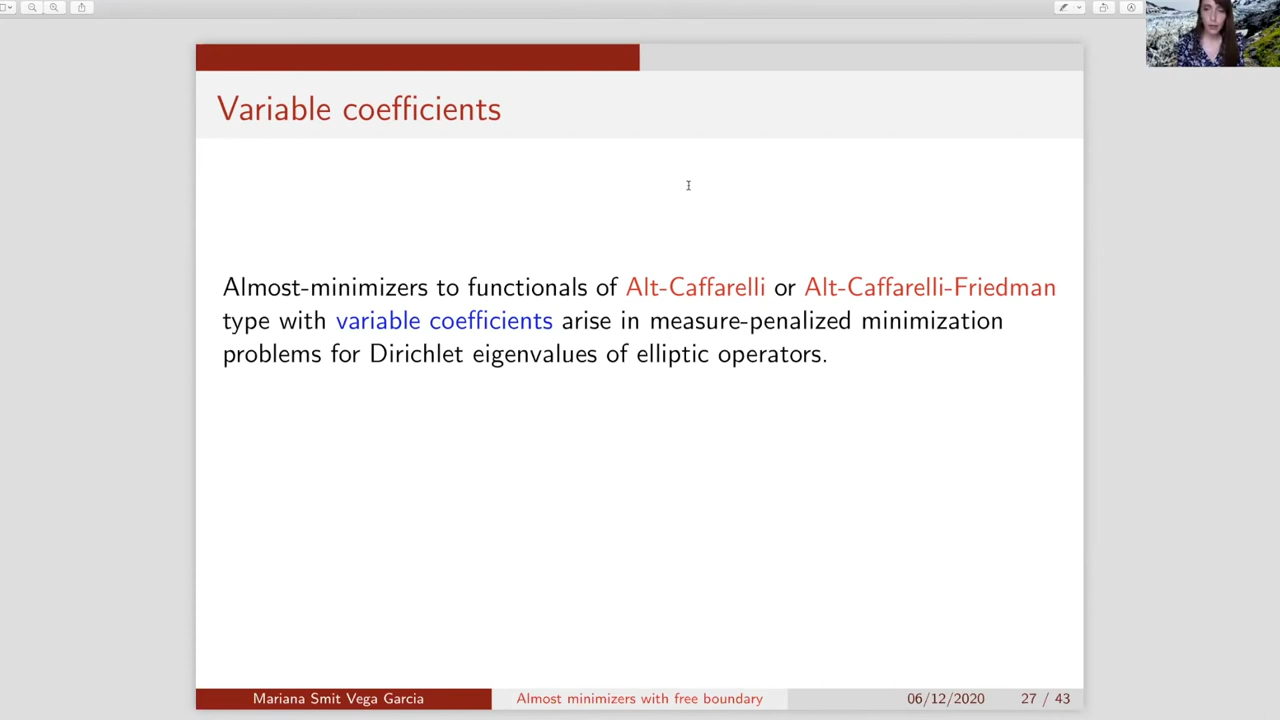 Variable coefficients
Almost-minimizers to functionals of Alt-Caffarelli or Alt-Caffarelli-Friedman
type with variable coefficients arise in measure-penalized minimization
problems for Dirichlet eigenvalues of elliptic operators.
Mariana Smit Vega Garcia Almost minimizers with free boundary 06/12/2020 27 / 43